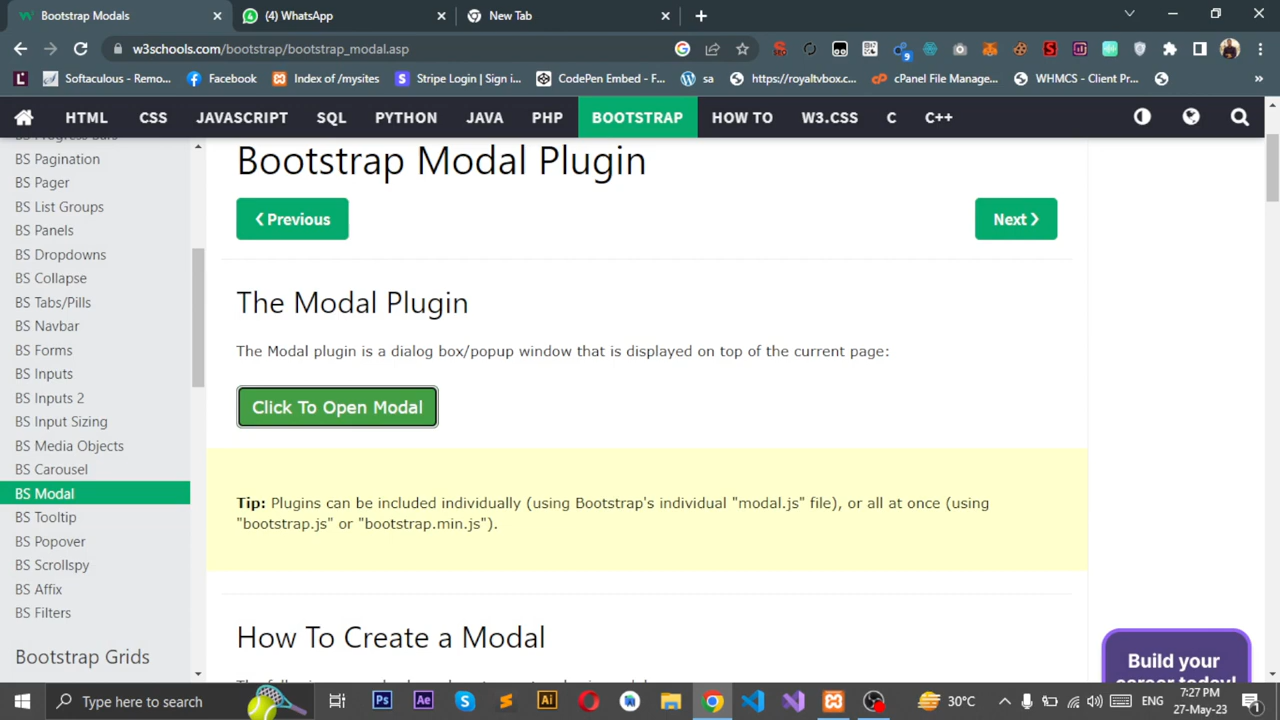 Bootstrap Modals
(4) WhatsApp
New Tab
w3schools.com/bootstrap/bootstrap_modal.asp
9
Softaculous - Remo...
Facebook
Index of /mysites
Stripe Login | Sign i...
CodePen Embed - F...
sa
https://royaltvbox.c...
cPanel File Manage...
WHMCS - Client P...
HTML
CSS
JAVASCRIPT
SQL
PYTHON
JAVA
PHP
BOOTSTRAP
HOW TO
W3.CSS
C
C++
BS Progress Bars
BS Pagination
BS Pager
BS List Groups
BS Panels
BS Dropdowns
BS Collapse
BS Tabs/Pills
BS Navbar
BS Forms
BS Inputs
BS Inputs 2
BS Input Sizing
BS Media Objects
BS Carousel
BS Modal
BS Tooltip
BS Popover
BS Scrollspy
BS Affix
BS Filters
Bootstrap Grids
Bootstrap Modal Plugin
❮ Previous
Next ❯
The Modal Plugin
The Modal plugin is a dialog box/popup window that is displayed on top of the current page:
Click To Open Modal
Tip: Plugins can be included individually (using Bootstrap's individual "modal.js" file), or all at once (using
"bootstrap.js" or "bootstrap.min.js").
How To Create a Modal
Build your
Type here to search
30°C
ENG
7:27 PM
27-May-23